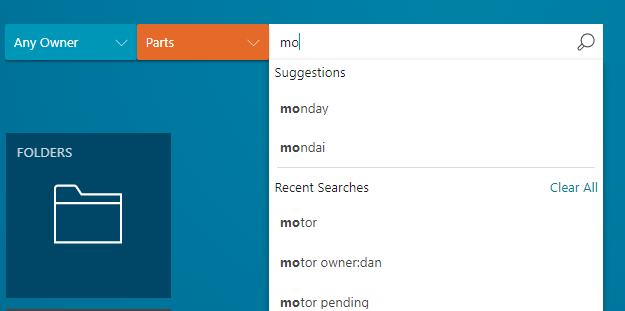 Any Owner Parts mo
Suggestions
monday
mondai
Recent Searches Clear All
FOLDERS
motor
motor owner:dan
motor pending